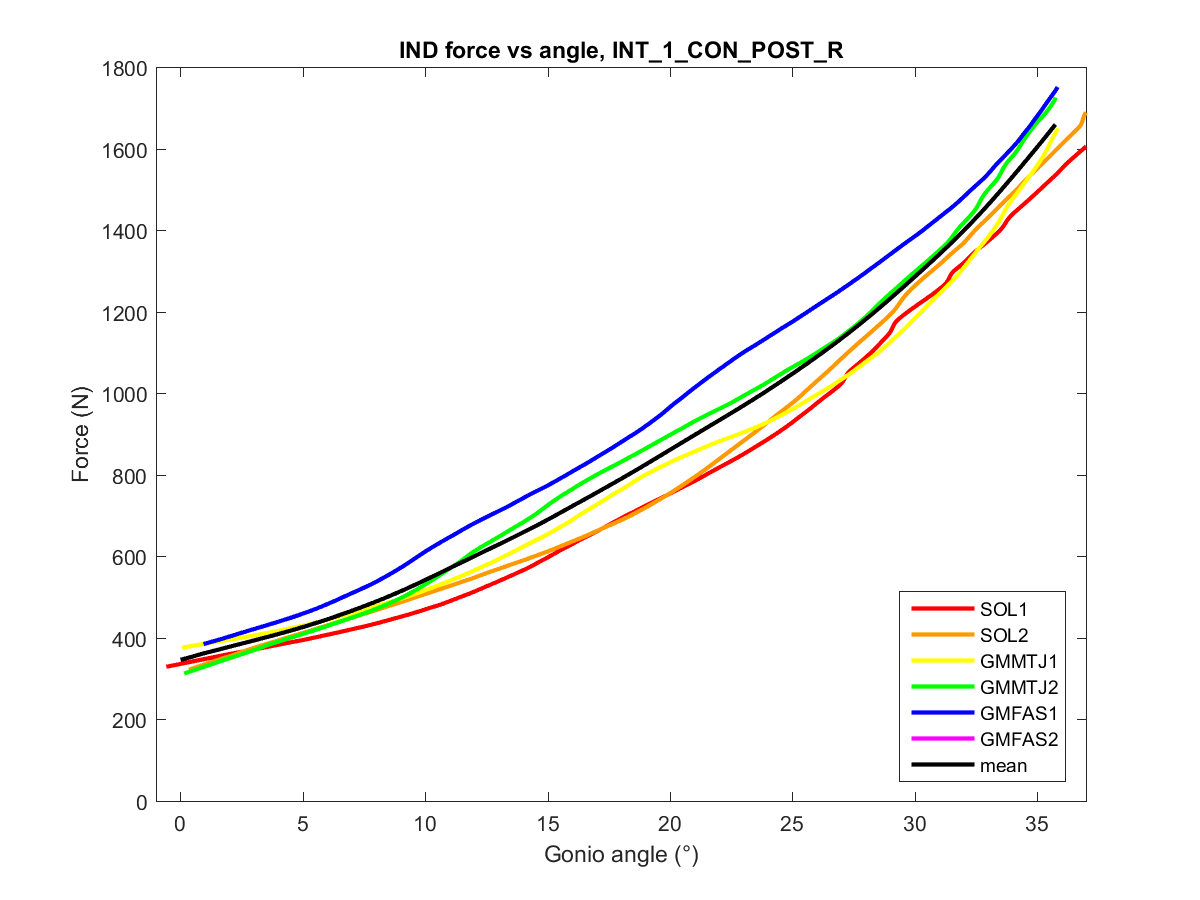 IND force vs angle, INT_1_CON_POST_R
1800
1600
1400
1200
1000
800
600
400
200
0
Force (N)
0 5 10 15 20 25 30 35
Gonio angle (°)
SOL1
SOL2
GMMTJ1
GMMTJ2
GMFAS1
GMFAS2
mean